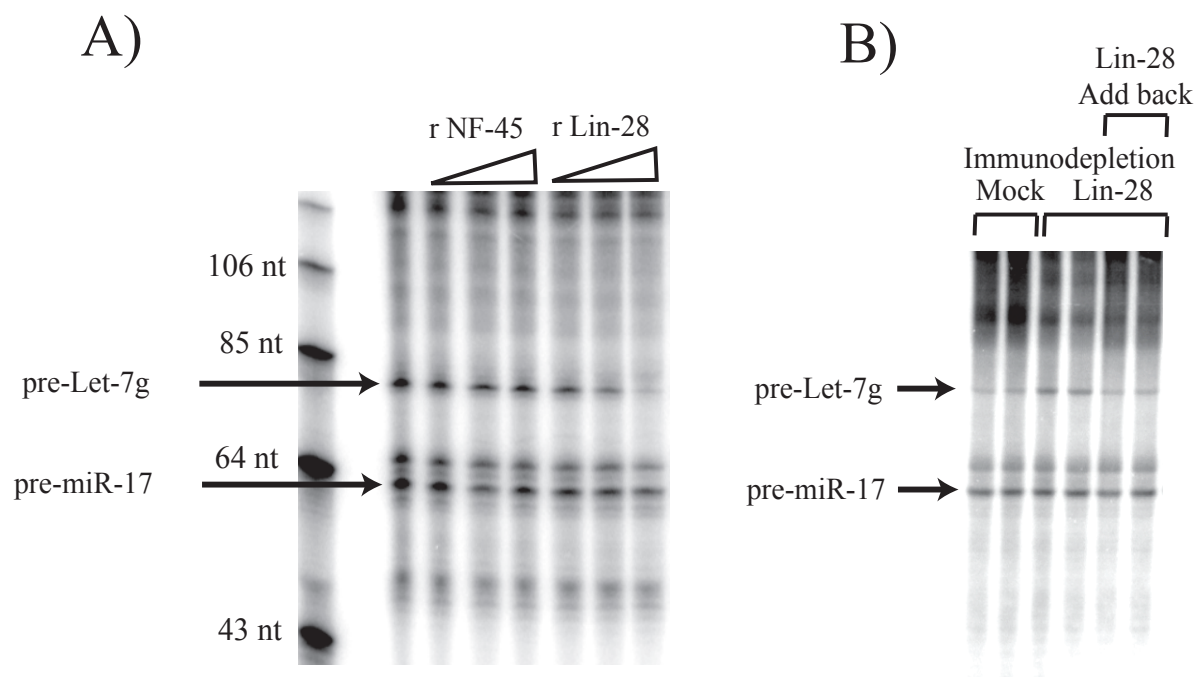 A)
r NF-45 r Lin-28
106 nt
85 nt
pre-Let-7g
64 nt
pre-miR-17
43 nt
B)
Lin-28
Add back
Immunodepletion
Mock Lin-28
pre-Let-7g
pre-miR-17